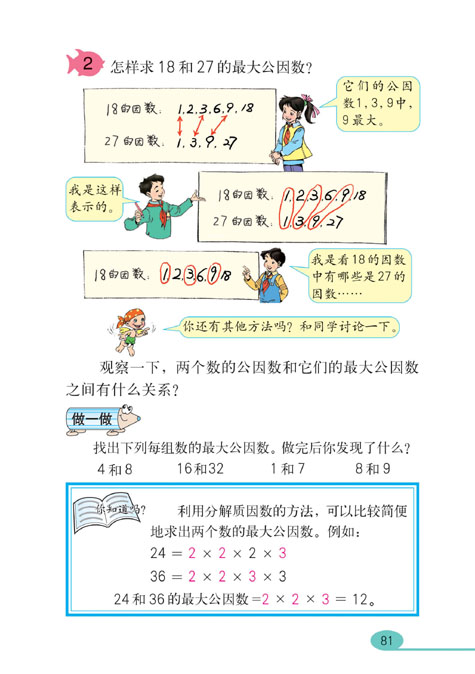 2 怎样求 18 和 27 的最大公因数？
18的因数：1.2.3.6.9.18
27的因数：1.3.9.27
它们的公因
数1,3,9中,
9最大。
我是这样
表示的。
18的因数：1.2.3.6.9.18
27的因数：1.3.9.27
18的因数：1 2.3.6.9.18
我是看18的因数
中有哪些是27的
因数……
你还有其他方法吗？和同学讨论一下。
观察一下，两个数的公因数和它们的最大公因数
之间有什么关系？
做一做
找出下列每组数的最大公因数。做完后你发现了什么？
4 和 8 16和32 1 和 7 8 和 9
你知道吗? 利用分解质因数的方法，可以比较简便
地求出两个数的最大公因数。例如：
24 = 2 × 2 × 2 × 3
36 = 2 × 2 × 3 × 3
24 和 36 的最大公因数=2 × 2 × 3 = 12。
81